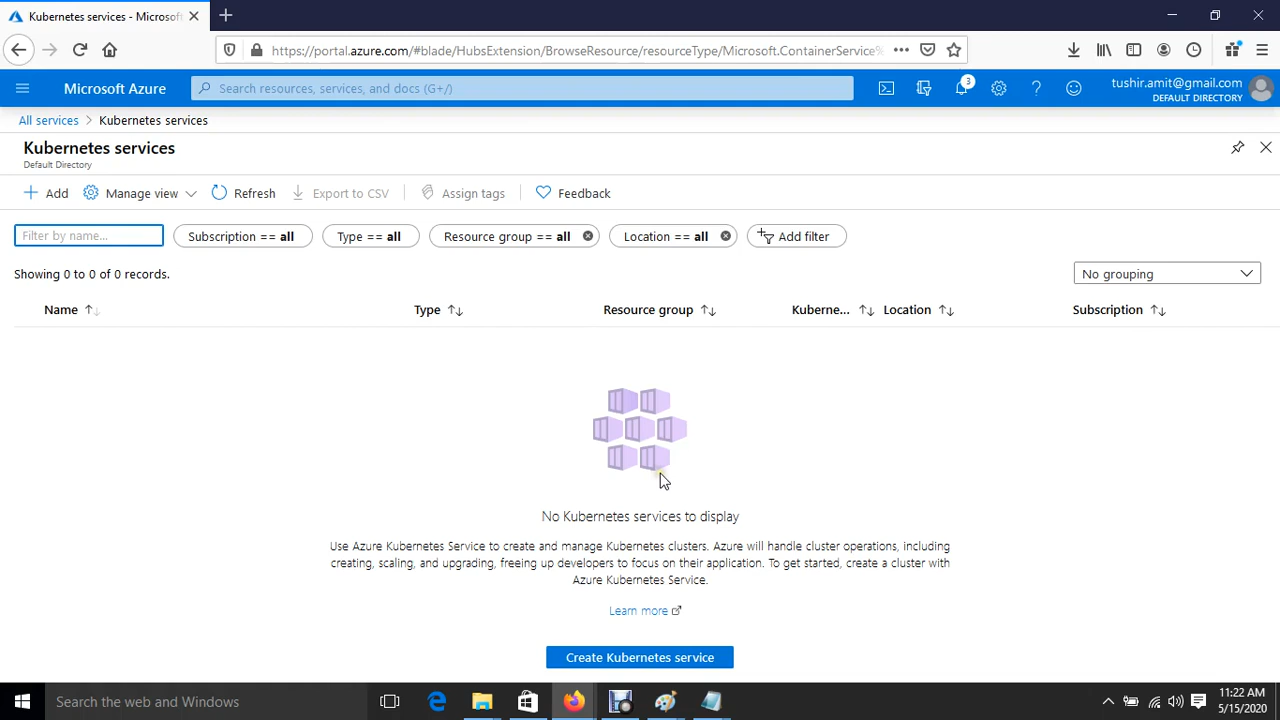 Kubernetes services - Microsoft
https://portal.azure.com/#blade/HubsExtension/BrowseResource/resourceType/Microsoft.ContainerService%
Microsoft Azure
Search resources, services, and docs (G+/)
3
tushir.amit@gmail.com
DEFAULT DIRECTORY
All services > Kubernetes services
Kubernetes services
Default Directory
Add
Manage view
Refresh
Export to CSV
Assign tags
Feedback
Filter by name...
Subscription == all
Type == all
Resource group == all
Location == all
Add filter
Showing 0 to 0 of 0 records.
No grouping
Name
Type
Resource group
Kuberne...
Location
Subscription
No Kubernetes services to display
Use Azure Kubernetes Service to create and manage Kubernetes clusters. Azure will handle cluster operations, including
creating, scaling, and upgrading, freeing up developers to focus on their application. To get started, create a cluster with
Azure Kubernetes Service.
Learn more
Create Kubernetes service
Search the web and Windows
11:22 AM
5/15/2020